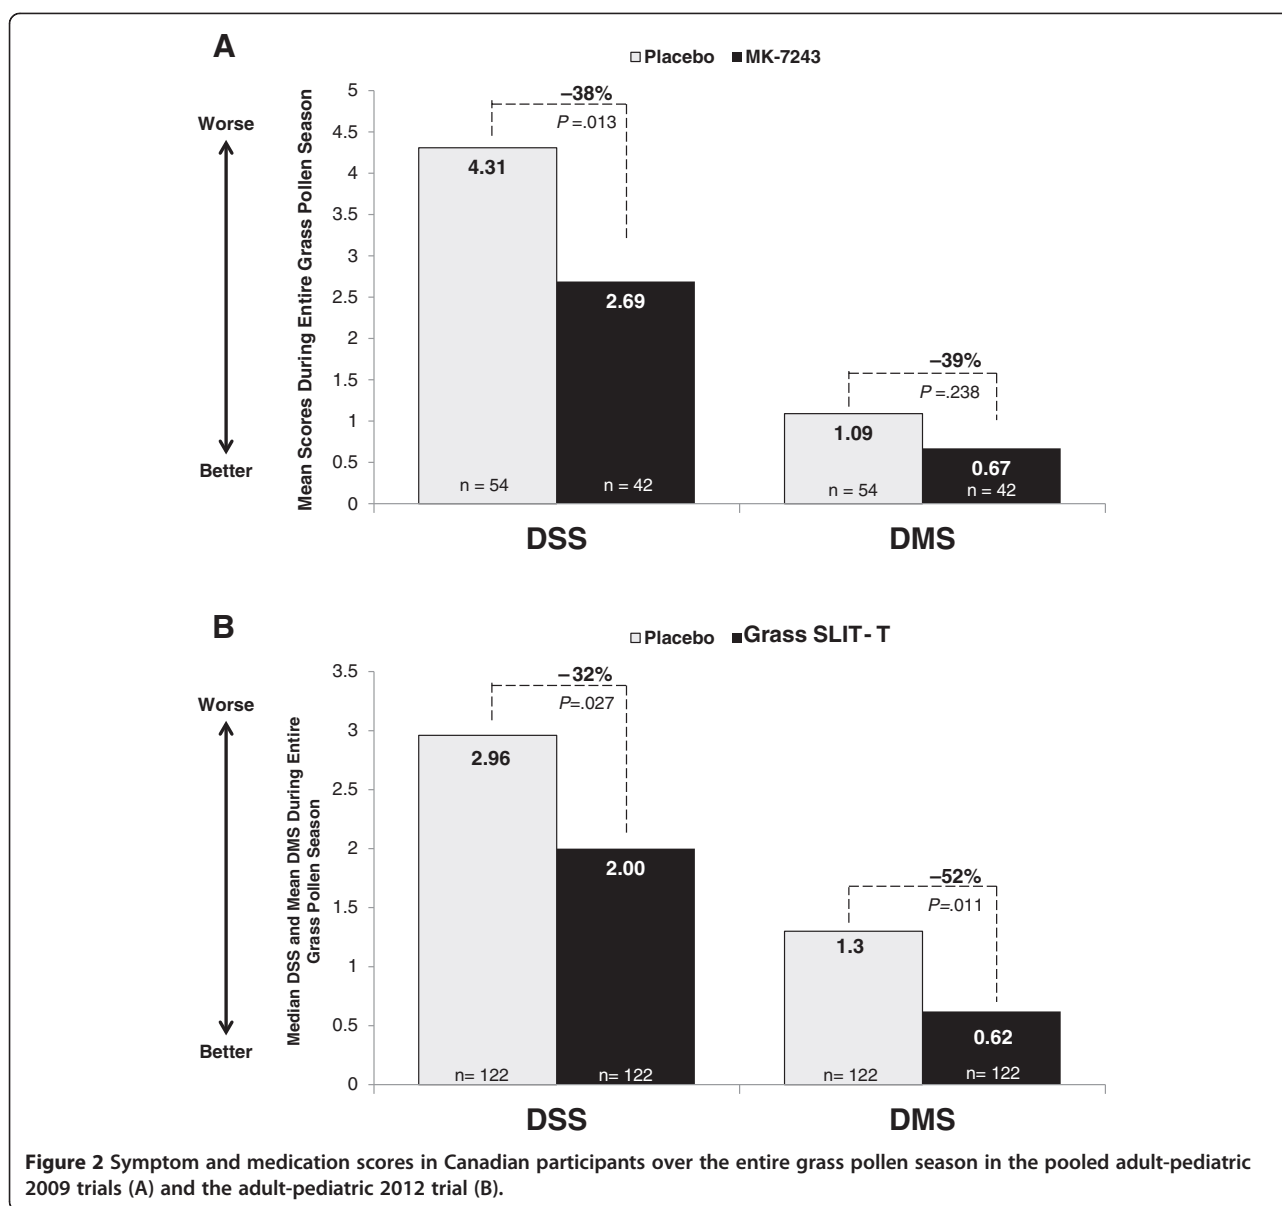 A
Placebo MK-7243
Worse
Better
Mean Scores During Entire Grass Pollen Season
5
4.5
4
3.5
3
2.5
2
1.5
1
0.5
0
–38%
P=.013
4.31
2.69
n = 54
n = 42
–39%
P=.238
1.09
0.67
n = 54
n = 42
DSS
DMS
B
Placebo Grass SLIT-T
Worse
Better
Median DSS and Mean DMS During Entire
Grass Pollen Season
3.5
3
2.5
2
1.5
1
0.5
0
–32%
P=.027
2.96
2.00
n= 122
n= 122
–52%
P=.011
1.3
0.62
n= 122
n= 122
DSS
DMS
Figure 2 Symptom and medication scores in Canadian participants over the entire grass pollen season in the pooled adult-pediatric
2009 trials (A) and the adult-pediatric 2012 trial (B).